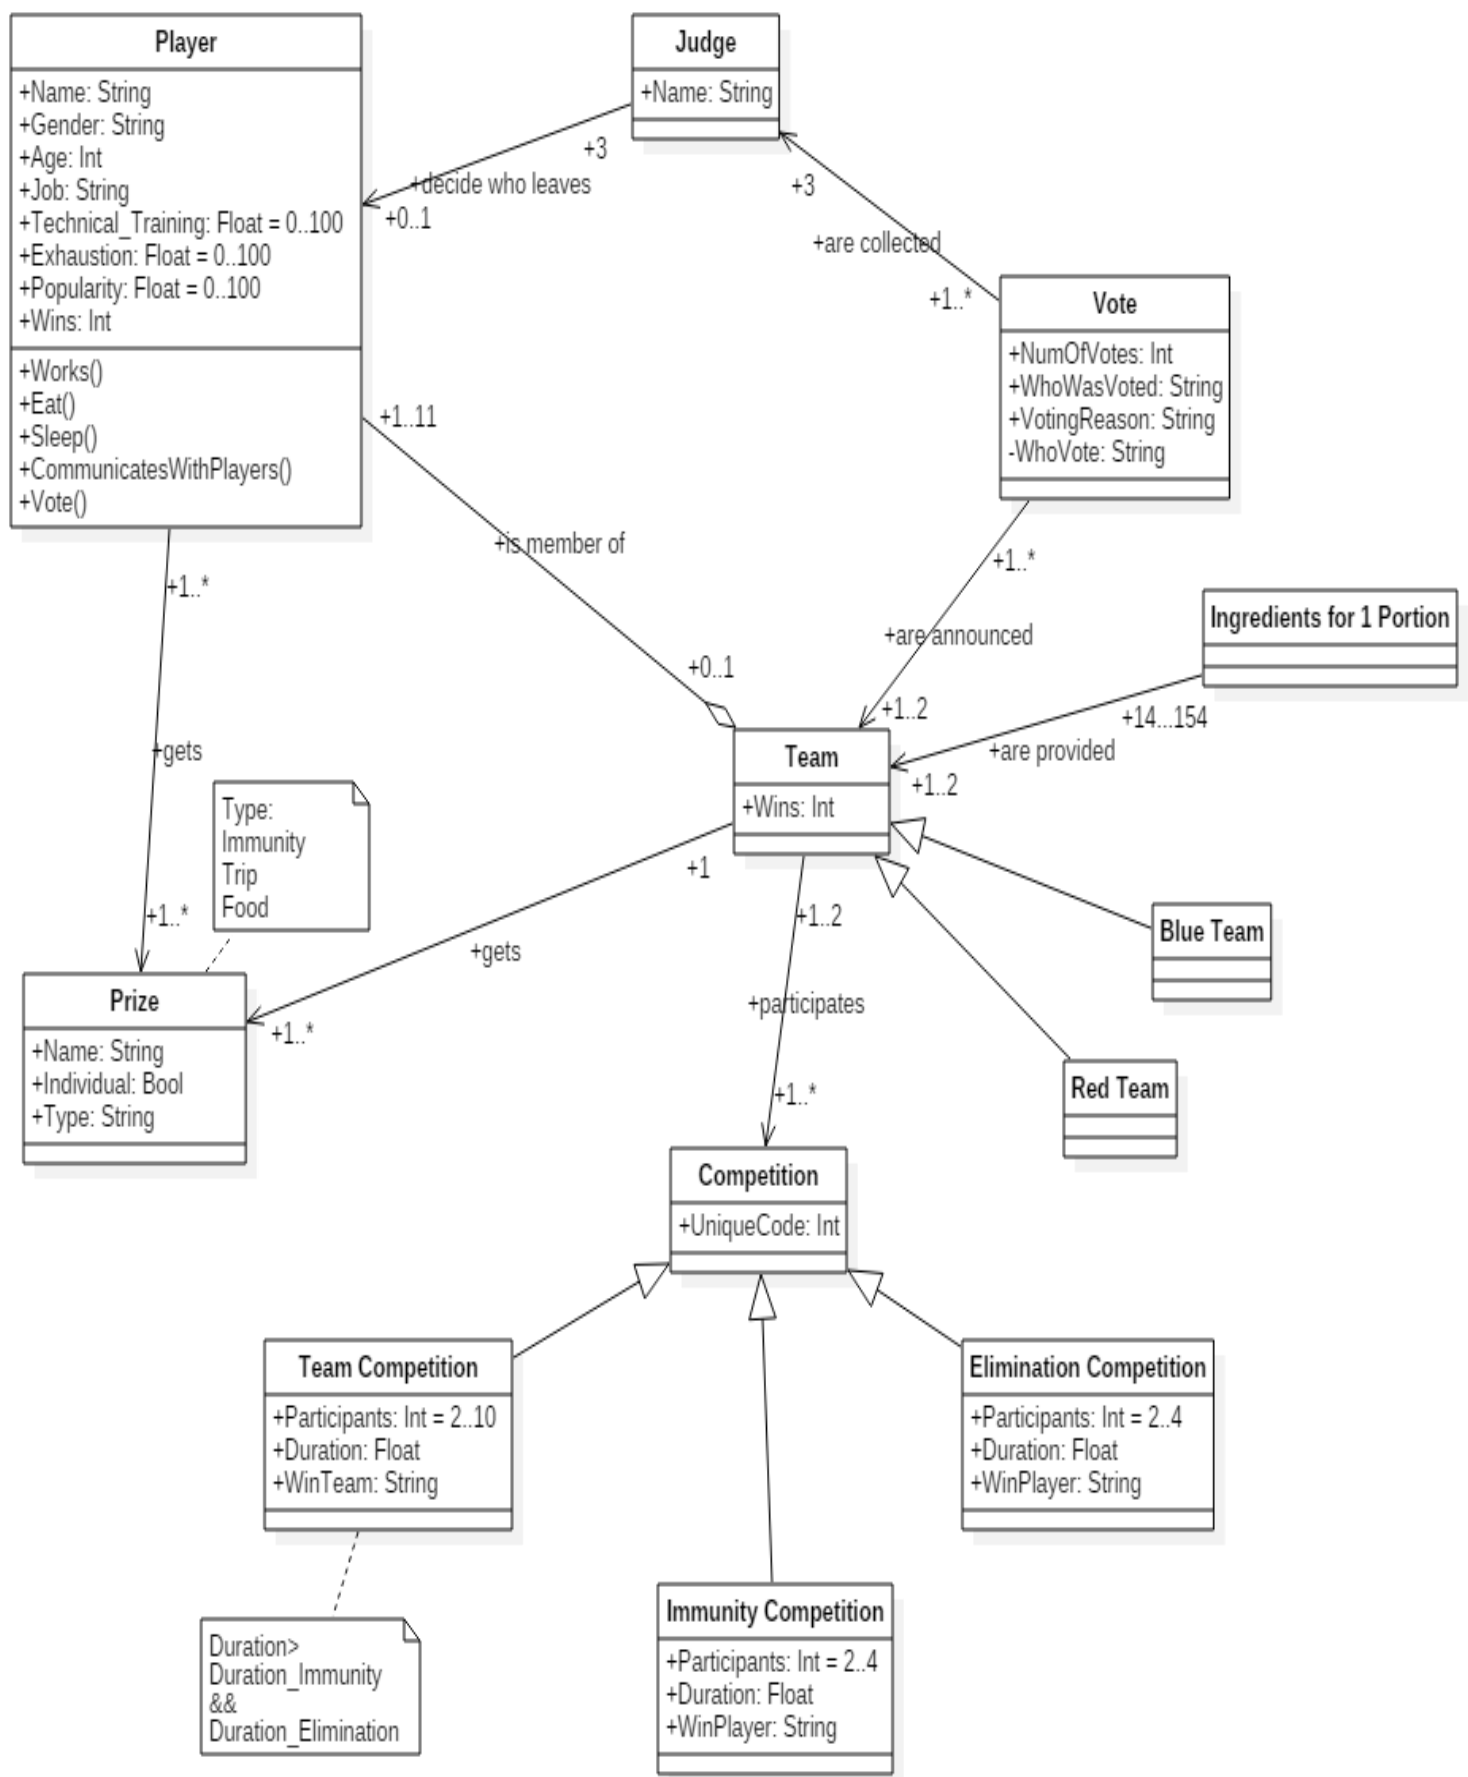 Player
+Name: String
+Gender: String
+Age: Int
+Job: String
+Technical_Training: Float = 0..100
+Exhaustion: Float = 0..100
+Popularity: Float = 0..100
+Wins: Int
+Works()
+Eat()
+Sleep()
+CommunicatesWithPlayers()
+Vote()
Judge
+Name: String
+3
+decide who leaves
+0..1
+3
+are collected
+1..*
Vote
+NumOfVotes: Int
+WhoWasVoted: String
+VotingReason: String
-WhoVote: String
+1..11
+is member of
+0..1
+1..*
+are announced
+1..2
Ingredients for 1 Portion
+14...154
+are provided
+1..2
+1..*
+gets
+1..*
Type:
Immunity
Trip
Food
Team
+Wins: Int
+1
+gets
+1..*
+1..2
+participates
+1..*
Blue Team
Red Team
Prize
+Name: String
+Individual: Bool
+Type: String
Competition
+UniqueCode: Int
Team Competition
+Participants: Int = 2..10
+Duration: Float
+WinTeam: String
Elimination Competition
+Participants: Int = 2..4
+Duration: Float
+WinPlayer: String
Immunity Competition
+Participants: Int = 2..4
+Duration: Float
+WinPlayer: String
Duration>
Duration_Immunity
&&
Duration_Elimination